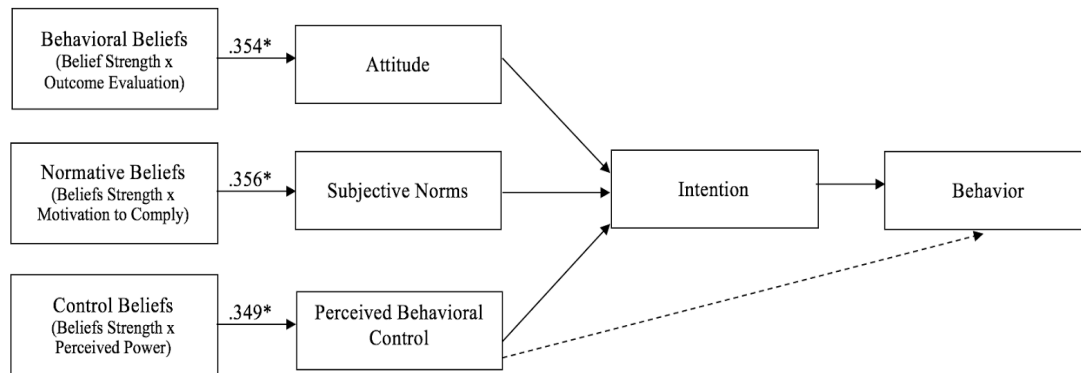 Behavioral Beliefs
(Belief Strength x
Outcome Evaluation)
.354*
Attitude
Normative Beliefs
(Beliefs Strength x
Motivation to Comply)
.356*
Subjective Norms
Intention
Behavior
Control Beliefs
(Beliefs Strength x
Perceived Power)
.349*
Perceived Behavioral
Control